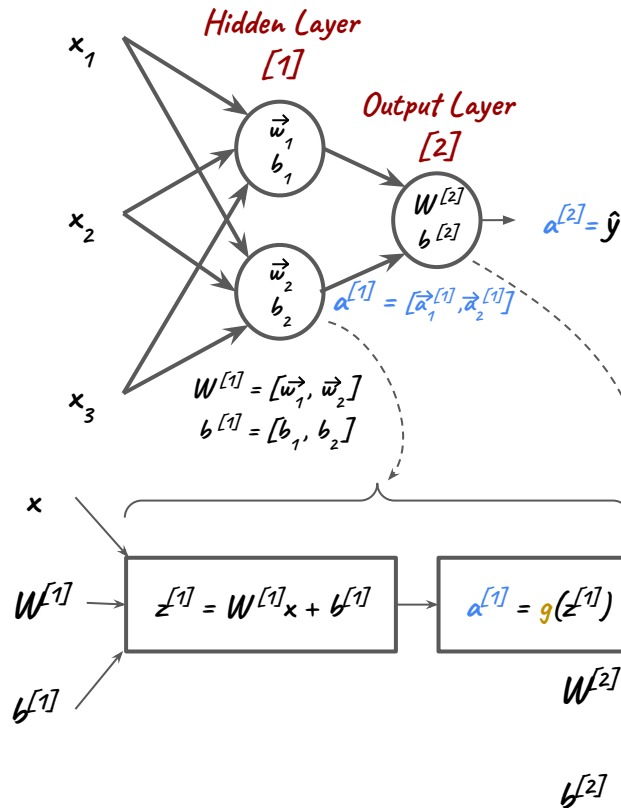 Hidden Layer
[1]
x₁
Output Layer
[2]
w⃗₁
b₁
x₂
W^[2]
b^[2]
a^[2] = ŷ
w⃗₂
b₂
a^[1] = [a⃗₁^[1], a⃗₂^[1]]
x₃
W^[1] = [w⃗₁, w⃗₂]
b^[1] = [b₁, b₂]
x
W^[1]
z^[1] = W^[1]x + b^[1]
a^[1] = g(z^[1])
b^[1]
W^[2]
b^[2]